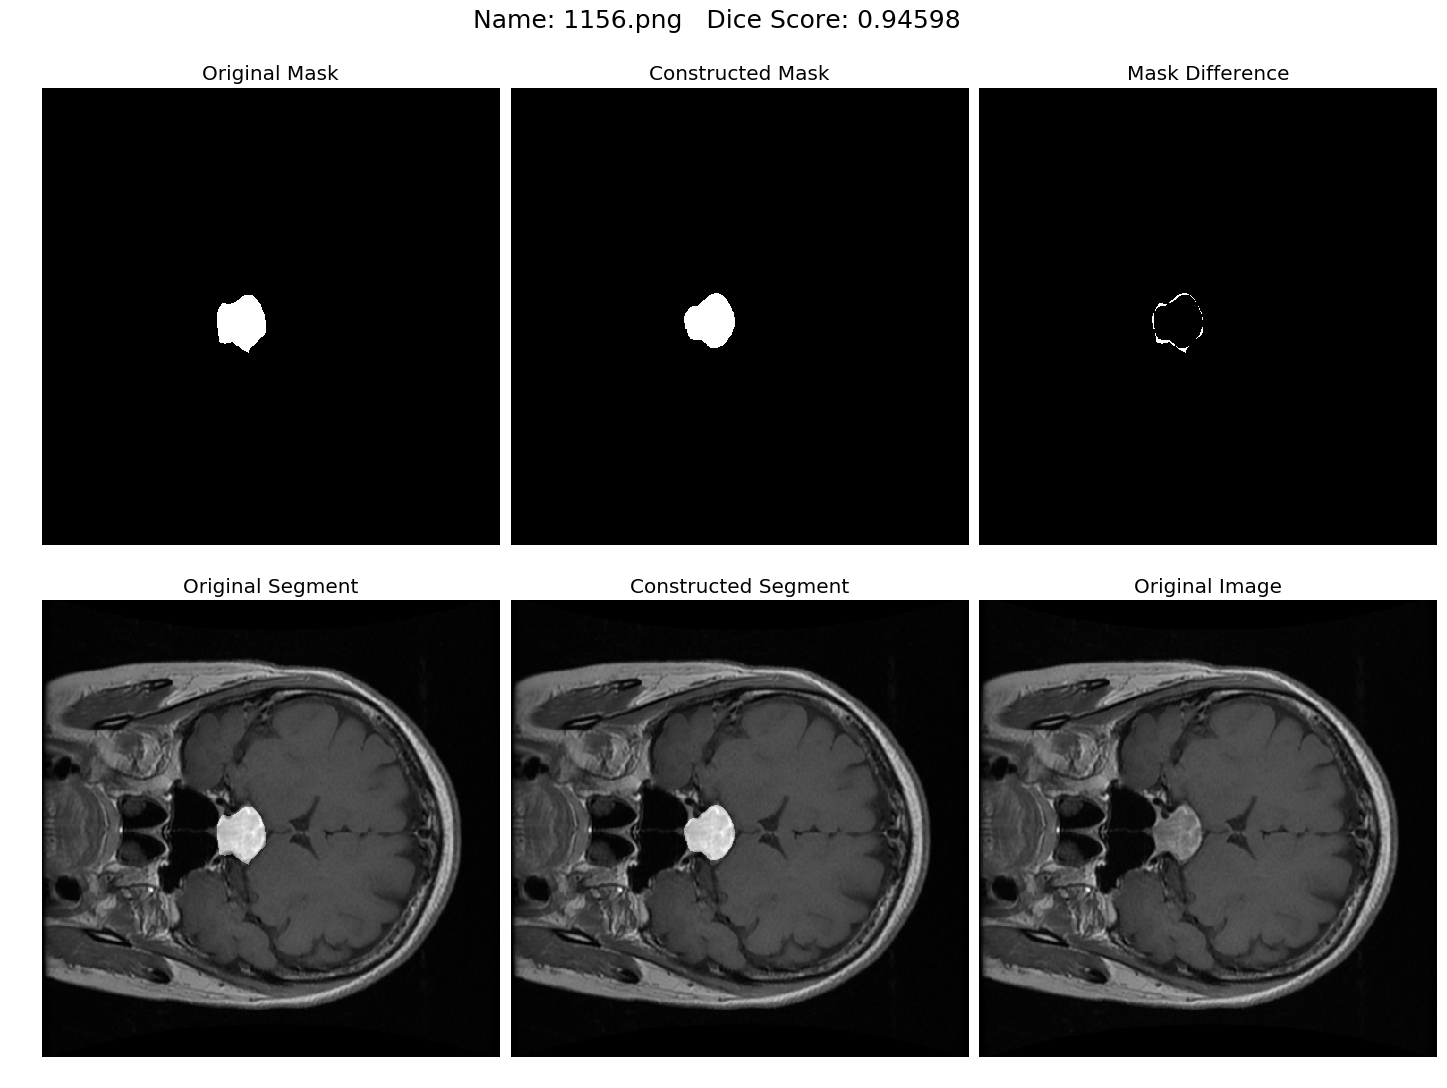 Name: 1156.png   Dice Score: 0.94598
Original Mask
Constructed Mask
Mask Difference
Original Segment
Constructed Segment
Original Image